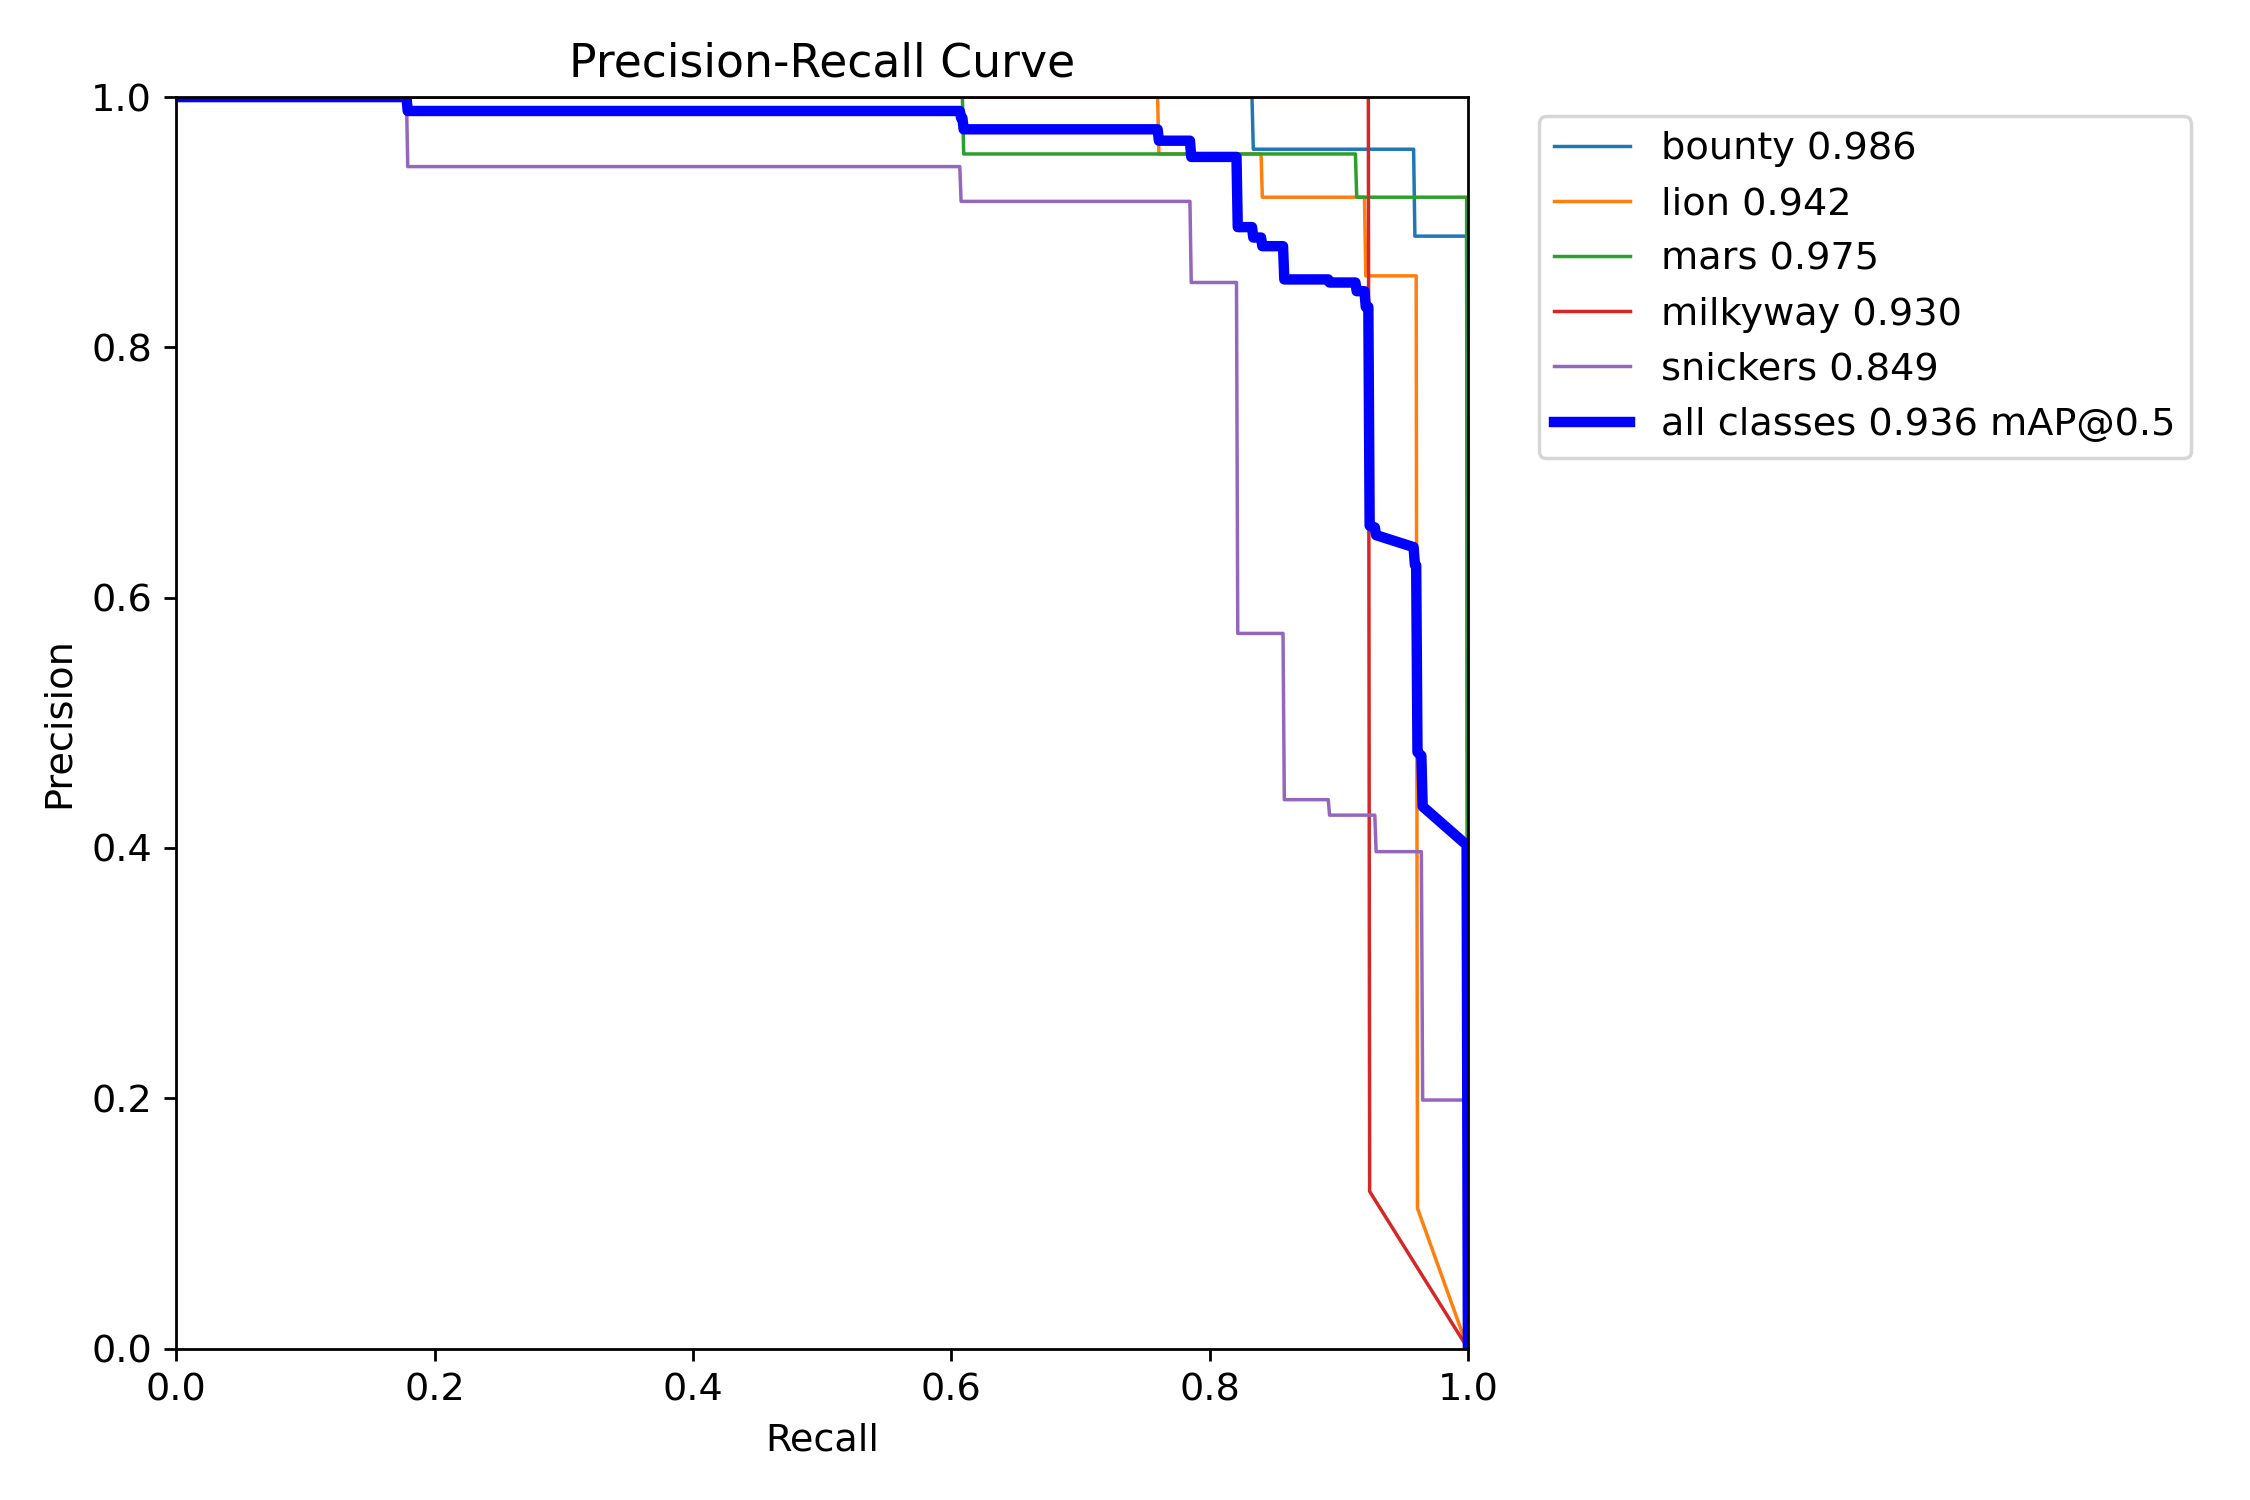 Precision-Recall Curve
1.0
0.8
0.6
0.4
0.2
0.0
Precision
0.0 0.2 0.4 0.6 0.8 1.0
Recall
bounty 0.986
lion 0.942
mars 0.975
milkyway 0.930
snickers 0.849
all classes 0.936 mAP@0.5